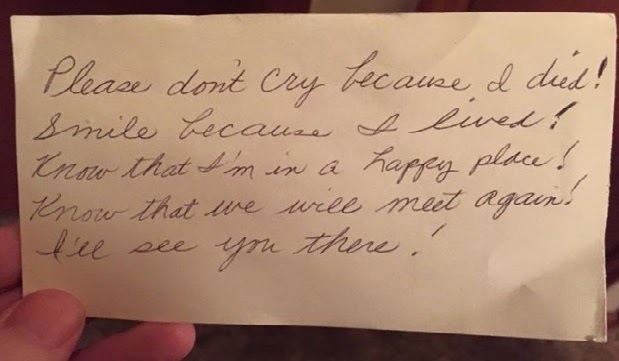 Please don't cry because I died!
Smile because I lived!
Know that I'm in a happy place!
Know that we will meet again!
I'll see you there!